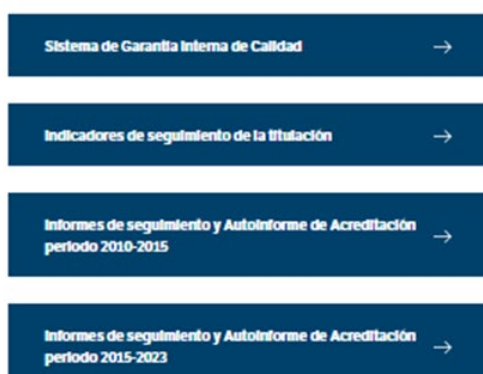 Sistema de Garantía Interna de Calidad
Indicadores de seguimiento de la titulación
Informes de seguimiento y Autoinforme de Acreditación
periodo 2010-2015
Informes de seguimiento y Autoinforme de Acreditación
periodo 2015-2023